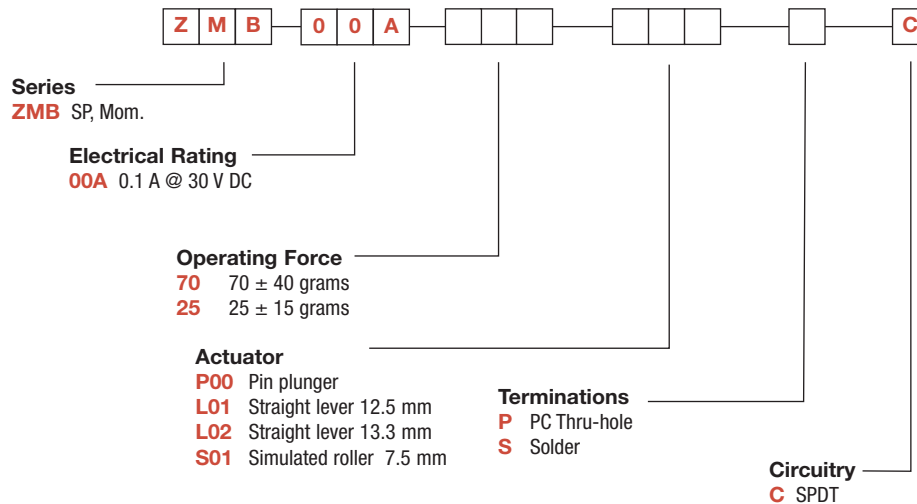 Z M B 0 0 A C
Series
ZMB SP, Mom.
Electrical Rating
00A 0.1 A @ 30 V DC
Operating Force
70 70 ± 40 grams
25 25 ± 15 grams
Actuator
P00 Pin plunger
L01 Straight lever 12.5 mm
L02 Straight lever 13.3 mm
S01 Simulated roller 7.5 mm
Terminations
P PC Thru-hole
S Solder
Circuitry
C SPDT